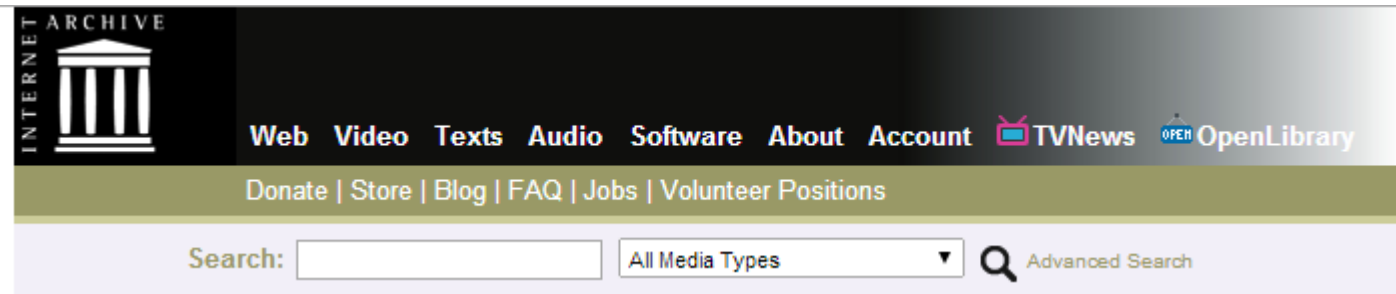 INTERNET ARCHIVE
Web Video Texts Audio Software About Account TVNews OPEN OpenLibrary
Donate | Store | Blog | FAQ | Jobs | Volunteer Positions
Search: All Media Types Advanced Search